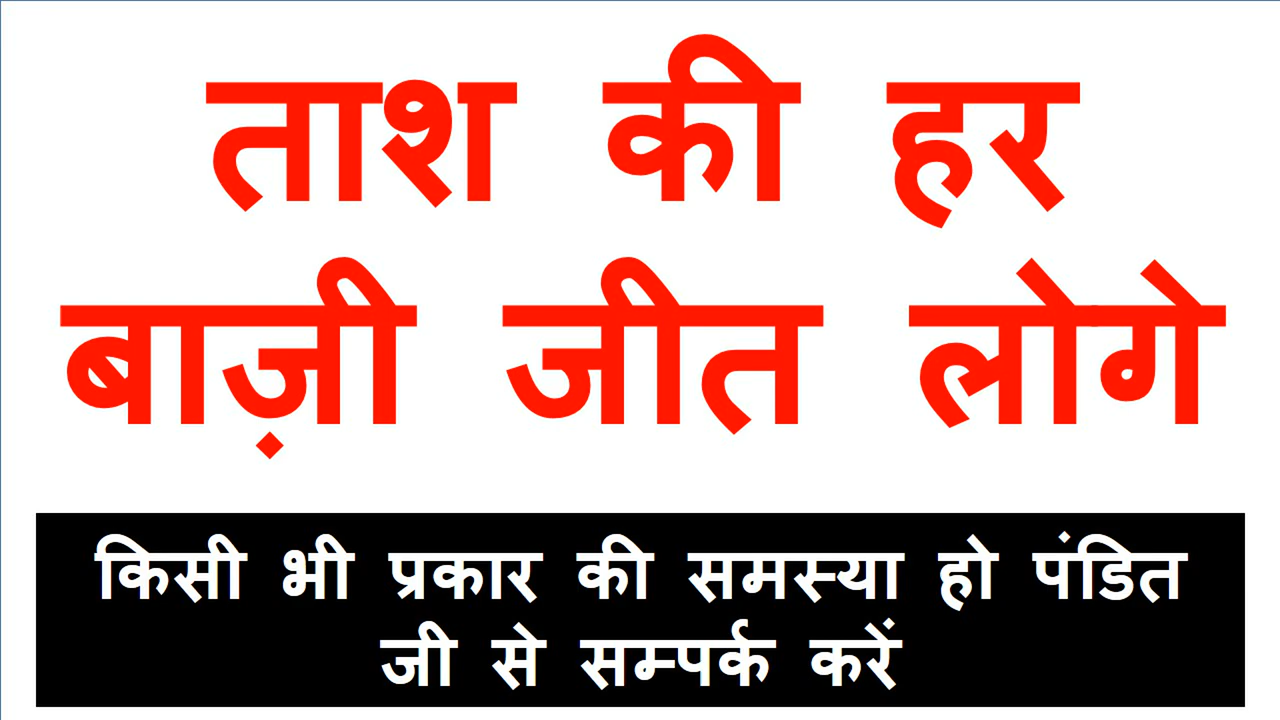 ताश की हर
बाज़ी जीत लोगे
किसी भी प्रकार की समस्या हो पंडित
जी से सम्पर्क करें